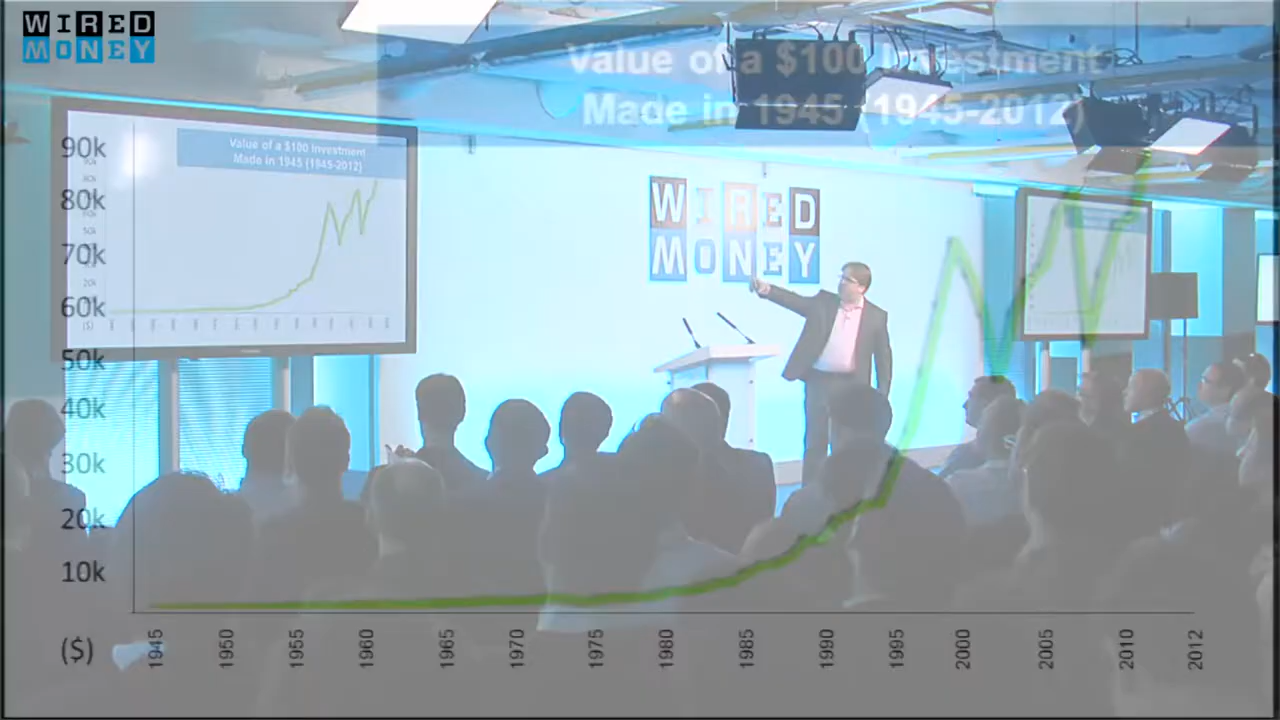 WIRED
MONEY
Value of a $100 Investment
Made in 1945 (1945-2012)
90k
80k
70k
60k
50k
40k
30k
20k
10k
($)
1945
1950
1955
1960
1965
1970
1975
1980
1985
1990
1995
2000
2005
2010
2012
Value of a $100 Investment
Made in 1945 (1945-2012)
($)
WIRED
MONEY